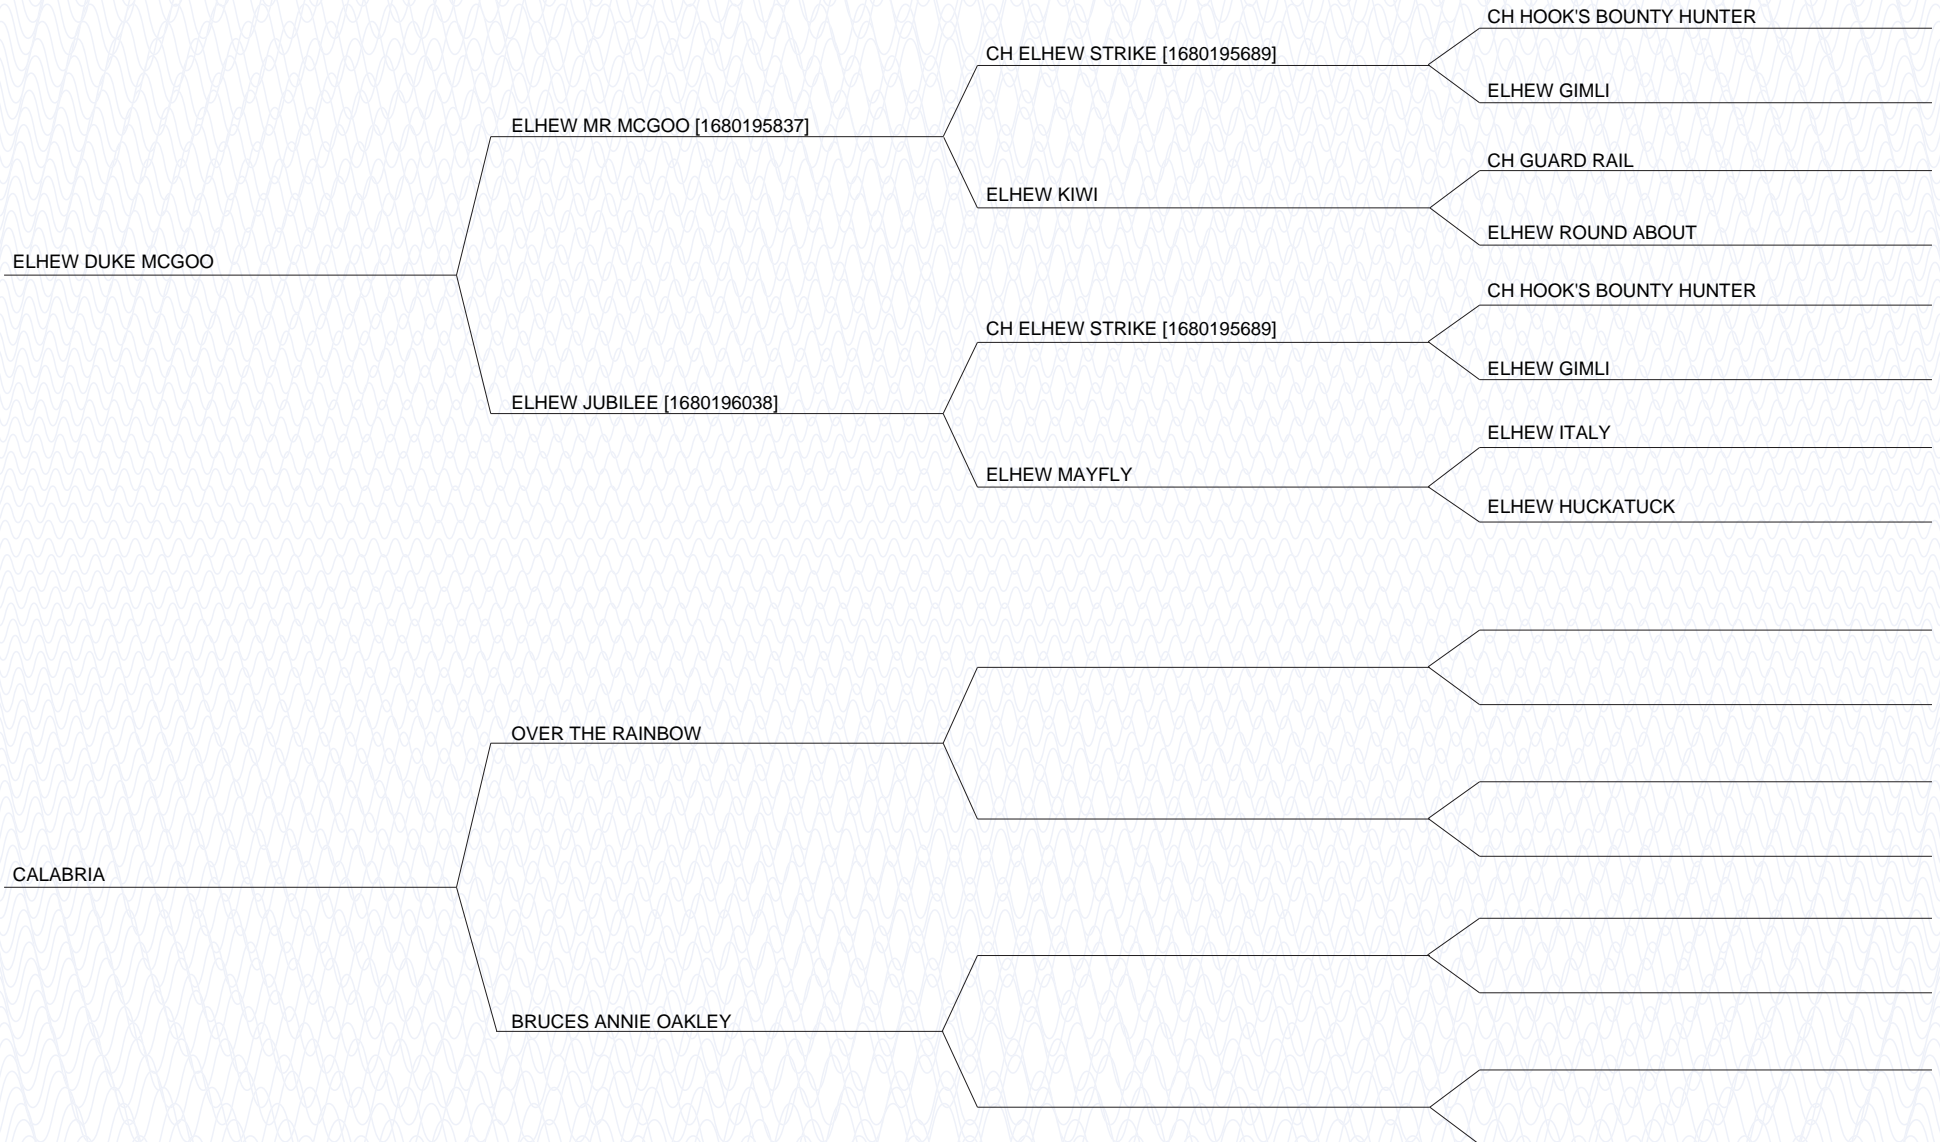 CH HOOK'S BOUNTY HUNTER
CH ELHEW STRIKE [1680195689]
ELHEW GIMLI
ELHEW MR MCGOO [1680195837]
CH GUARD RAIL
ELHEW KIWI
ELHEW ROUND ABOUT
ELHEW DUKE MCGOO
CH HOOK'S BOUNTY HUNTER
CH ELHEW STRIKE [1680195689]
ELHEW GIMLI
ELHEW JUBILEE [1680196038]
ELHEW ITALY
ELHEW MAYFLY
ELHEW HUCKATUCK
OVER THE RAINBOW
CALABRIA
BRUCES ANNIE OAKLEY